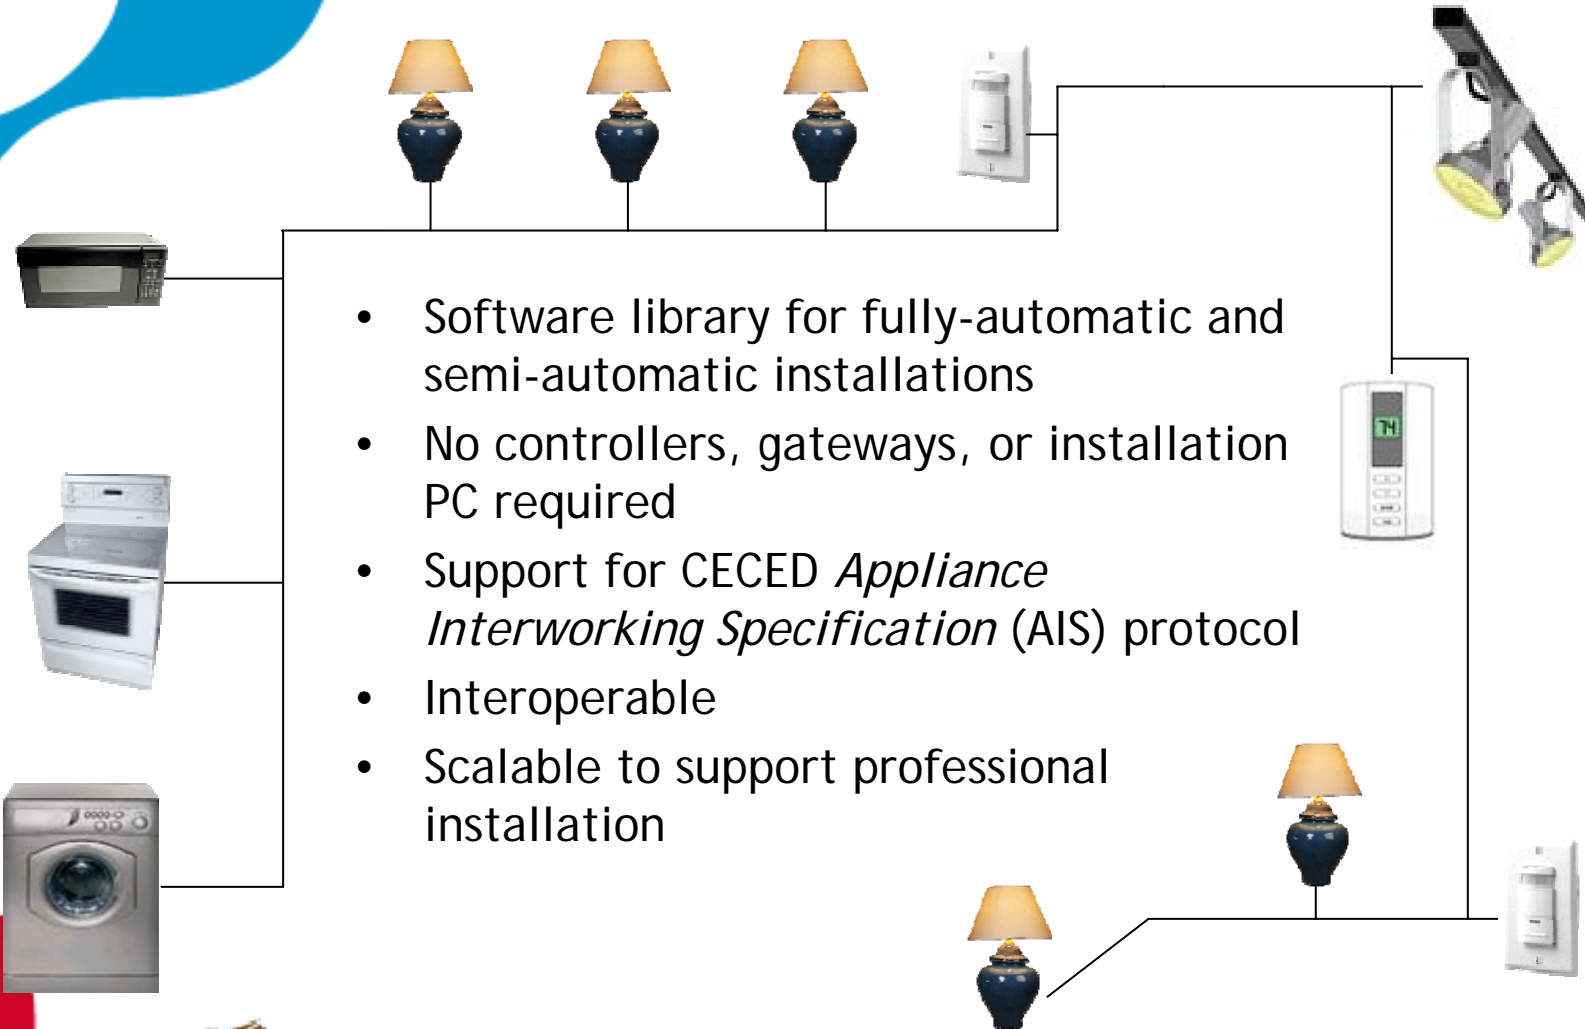 • Software library for fully-automatic and
semi-automatic installations
• No controllers, gateways, or installation
PC required
• Support for CECED Appliance
Interworking Specification (AIS) protocol
• Interoperable
• Scalable to support professional
installation
74